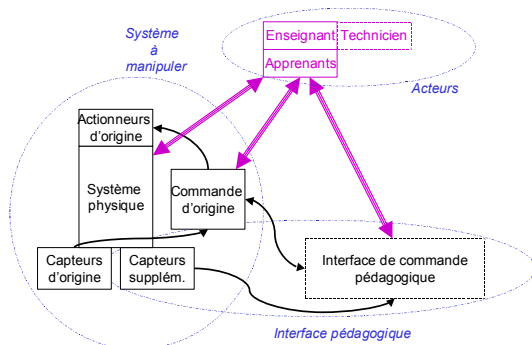 Système
à
manipuler
Enseignant Technicien
Apprenants
Acteurs
Actionneurs
d'origine
Système
physique
Commande
d'origine
Capteurs
d'origine
Capteurs
supplém.
Interface de commande
pédagogique
Interface pédagogique